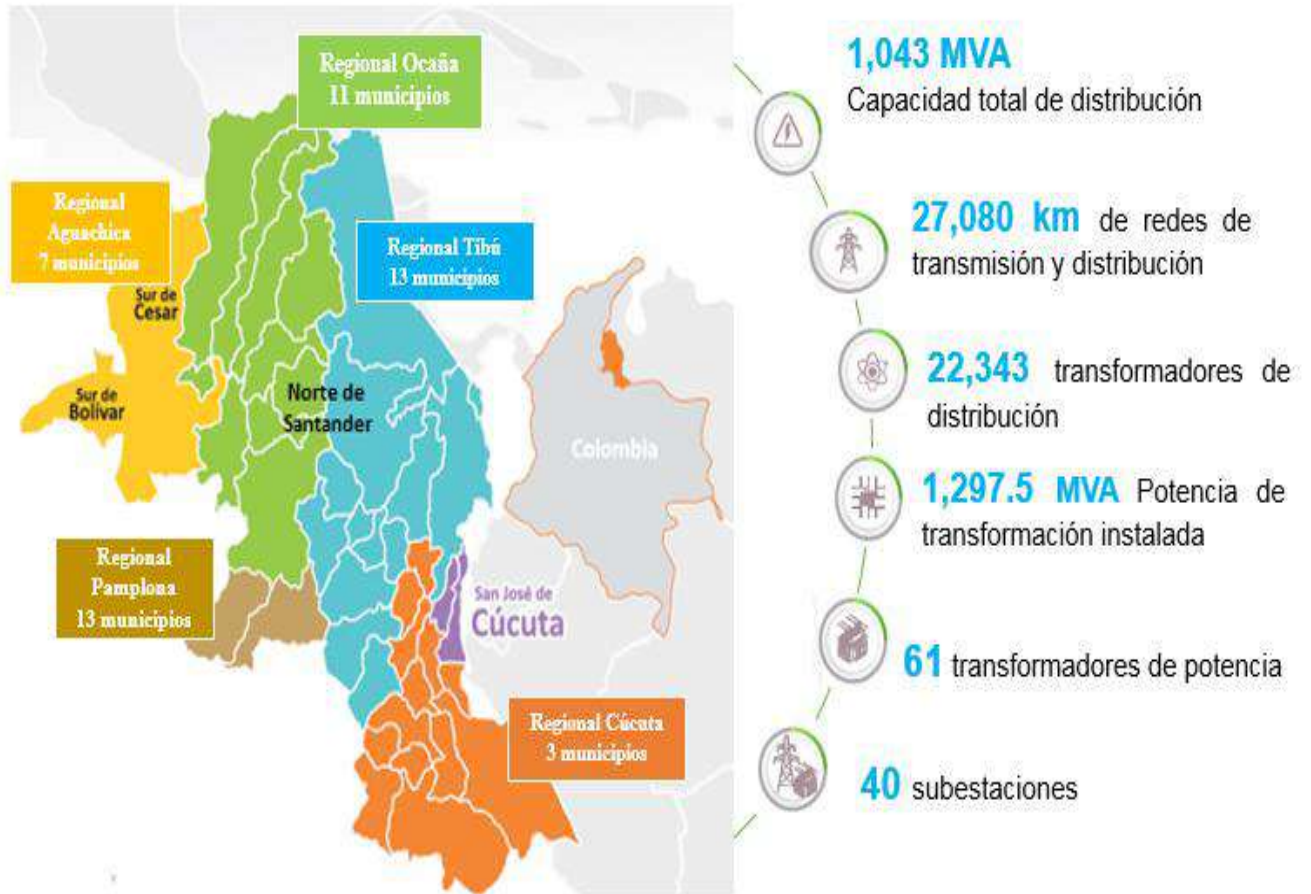 Regional Ocaña
11 municipios
Regional
Aguachica
7 municipios
Regional Tibú
13 municipios
Sur de
Cesar
Sur de
Bolívar
Norte de
Santander
Colombia
Regional
Pamplona
13 municipios
San José de
Cúcuta
Regional Cúcuta
3 municipios
1,043 MVA
Capacidad total de distribución
27,080 km de redes de
transmisión y distribución
22,343 transformadores de
distribución
1,297.5 MVA Potencia de
transformación instalada
61 transformadores de potencia
40 subestaciones